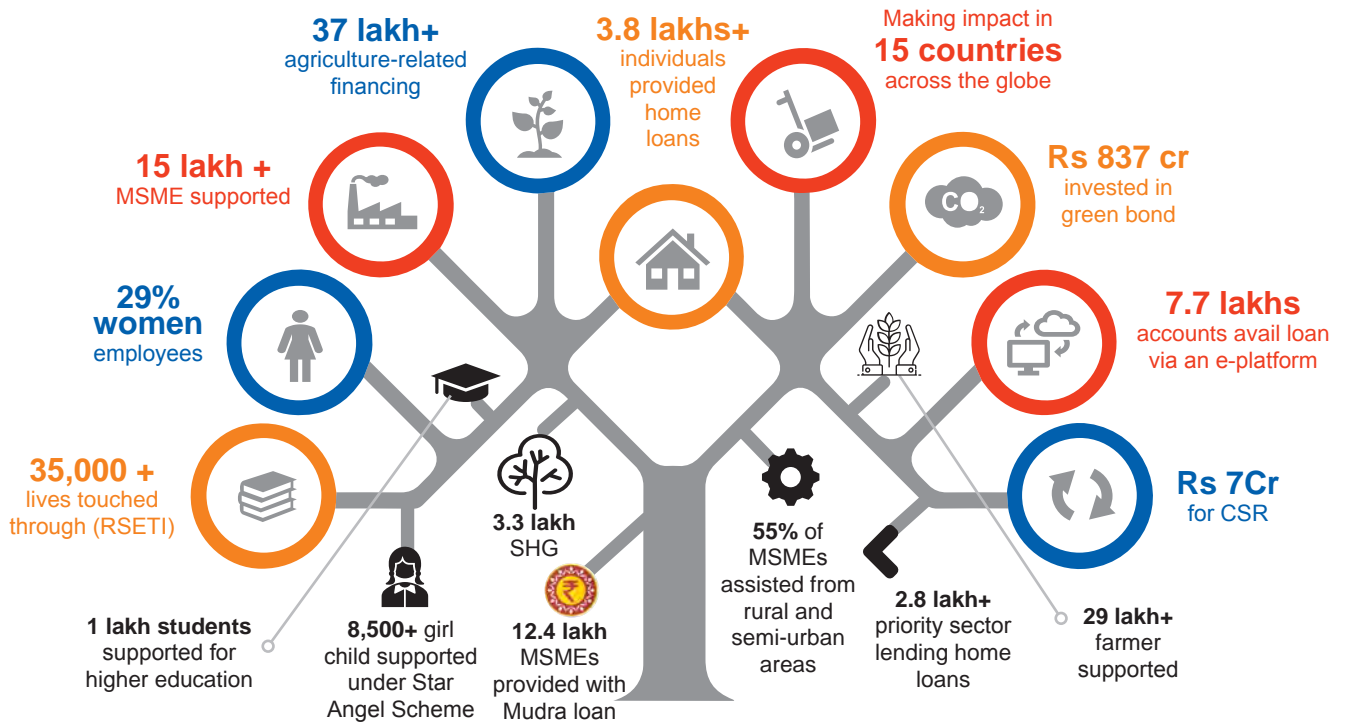 37 lakh+
agriculture-related
financing
3.8 lakhs+
individuals
provided
home
loans
Making impact in
15 countries
across the globe
15 lakh +
MSME supported
Rs 837 cr
invested in
green bond
CO2
29%
women
employees
7.7 lakhs
accounts avail loan
via an e-platform
35,000 +
lives touched
through (RSETI)
Rs 7Cr
for CSR
3.3 lakh
SHG
55% of
MSMEs
assisted from
rural and
semi-urban
areas
₹
1 lakh students
supported for
higher education
8,500+ girl
child supported
under Star
Angel Scheme
12.4 lakh
MSMEs
provided with
Mudra loan
2.8 lakh+
priority sector
lending home
loans
29 lakh+
farmer
supported